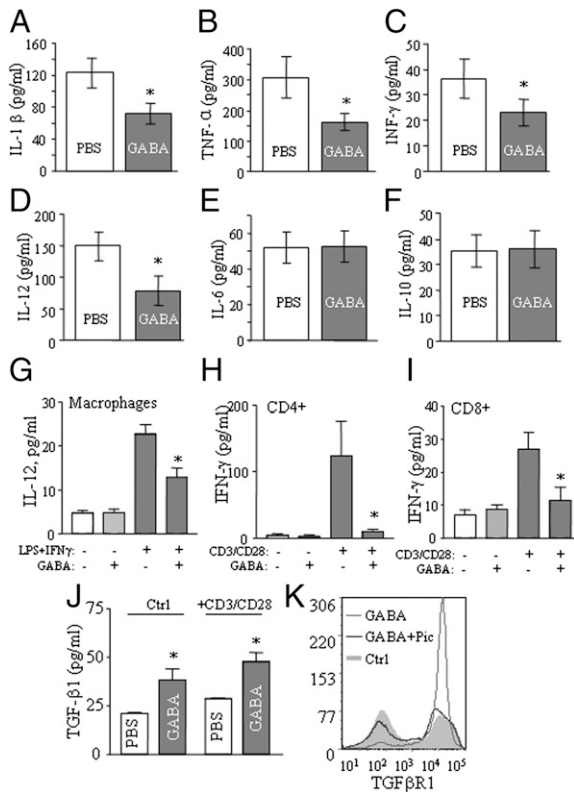 A
IL-1 β (pg/ml)
120
80
60
40
0
PBS
GABA
*
B
TNF- α (pg/ml)
400
300
200
100
0
PBS
GABA
*
C
INF-γ (pg/ml)
50
40
30
20
10
0
PBS
GABA
*
D
IL-12 (pg/ml)
200
150
100
50
0
PBS
GABA
*
E
IL-6 (pg/ml)
80
60
40
20
0
PBS
GABA
F
IL-10 (pg/ml)
50
40
30
20
10
0
PBS
GABA
G
Macrophages
IL-12, pg/ml
30
20
10
0
*
LPS+IFNγ: - - + +
GABA: - + - +
H
CD4+
IFN-γ (pg/ml)
200
100
0
*
CD3/CD28: - - + +
GABA: - + - +
I
CD8+
IFN-γ (pg/ml)
40
30
20
10
0
*
CD3/CD28: - - + +
GABA: - + - +
J
Ctrl
+CD3/CD28
TGF-β1 (pg/ml)
75
50
25
0
PBS
GABA
*
PBS
GABA
*
K
306
230
153
77
0
GABA
GABA+Pic
Ctrl
10¹ 10² 10³ 10⁴ 10⁵
TGFβR1